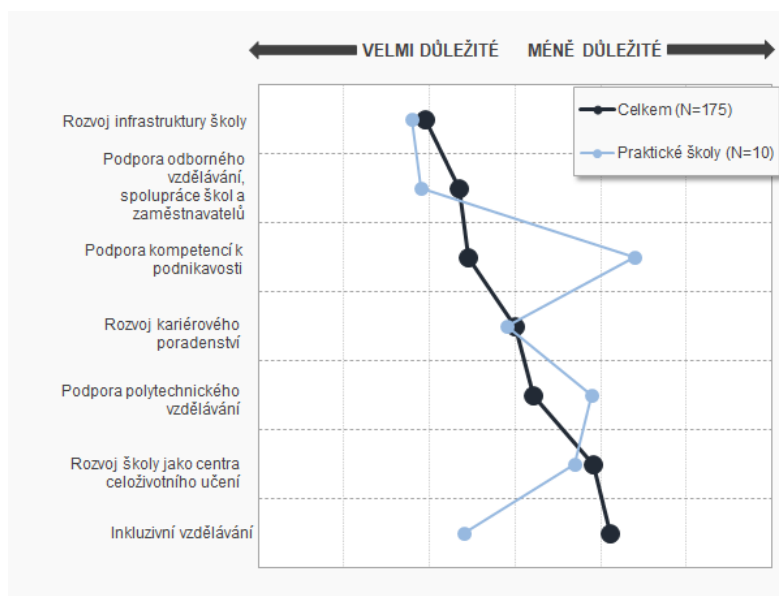 VELMI DŮLEŽITÉ MÉNĚ DŮLEŽITÉ
Celkem (N=175)
Praktické školy (N=10)
Rozvoj infrastruktury školy
Podpora odborného
vzdělávání,
spolupráce škol a
zaměstnavatelů
Podpora kompetencí k
podnikavosti
Rozvoj kariérového
poradenství
Podpora polytechnického
vzdělávání
Rozvoj školy jako centra
celoživotního učení
Inkluzivní vzdělávání